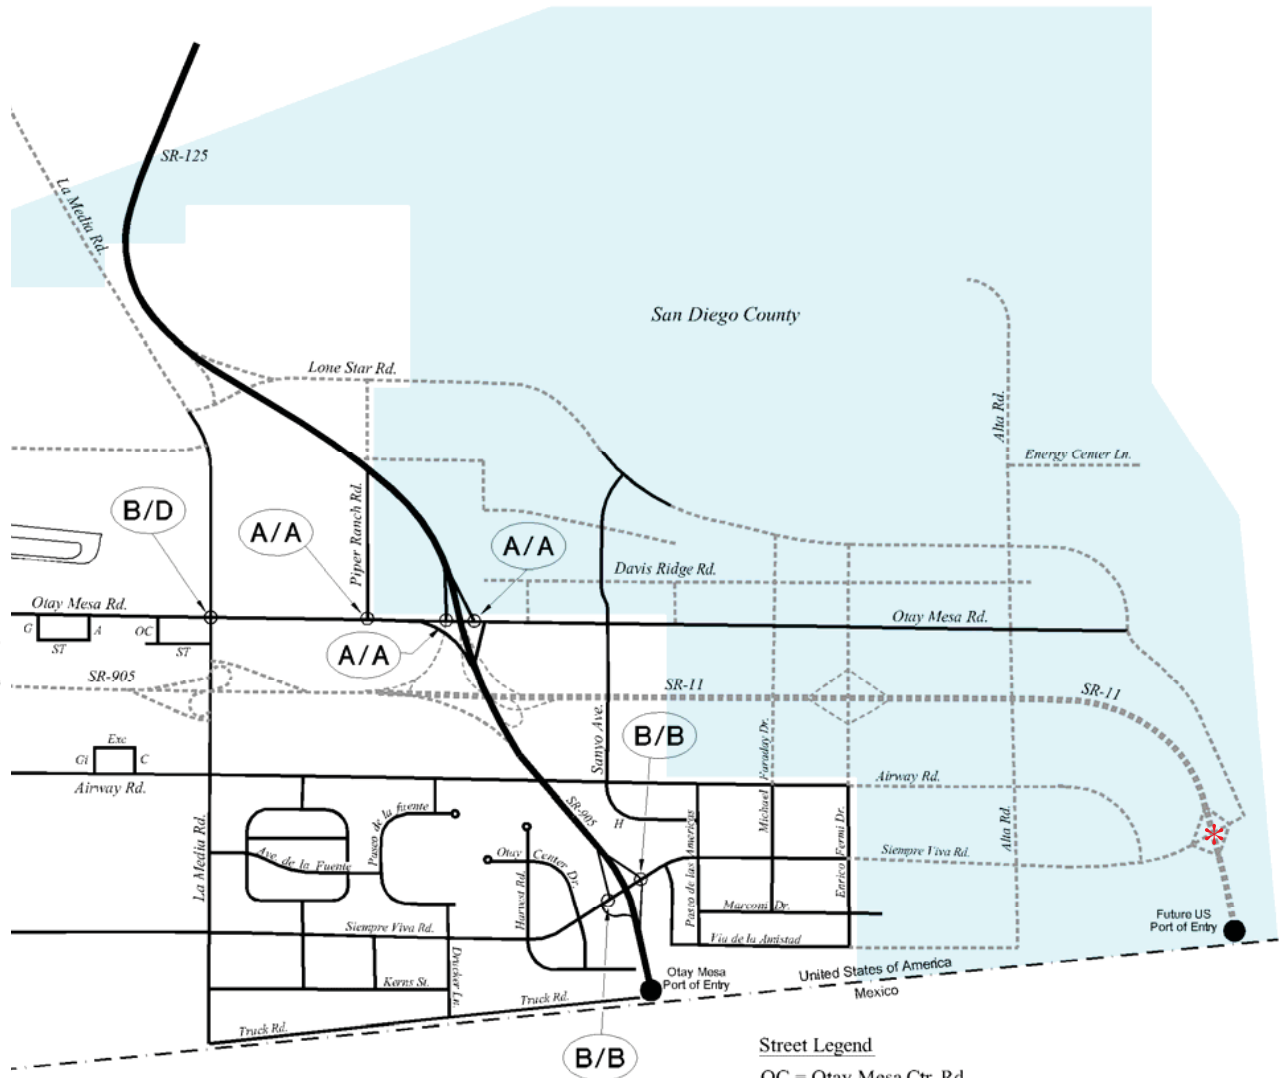 SR-125
La Media Rd.
San Diego County
Lone Star Rd.
Alta Rd.
Energy Center Ln.
B/D
A/A
Piper Ranch Rd.
A/A
Davis Ridge Rd.
Otay Mesa Rd.
Otay Mesa Rd.
G
A
OC
ST
ST
A/A
SR-905
SR-11
SR-11
Sanyo Ave.
B/B
Michael Faraday Dr.
Exc
Gi
C
Airway Rd.
Airway Rd.
SR-905
H
La Media Rd.
Paseo de la fuente
Ave de la Fuente
Otay Center Dr.
Harvest Rd.
Paseo de las Americas
Enrico Fermi Dr.
Alta Rd.
Siempre Viva Rd.
*
Marconi Dr.
Via de la Amistad
Siempre Viva Rd.
Drucker Ln.
Kerns St.
Truck Rd.
Truck Rd.
Otay Mesa
Port of Entry
Future US
Port of Entry
United States of America
Mexico
B/B
Street Legend
OC = Otay Mesa Ctr. Rd.